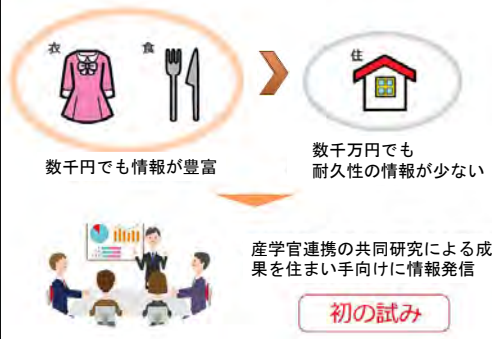 衣
食
住
数千円でも情報が豊富
数千万円でも
耐久性の情報が少ない
産学官連携の共同研究による成
果を住まい手向けに情報発信
初の試み